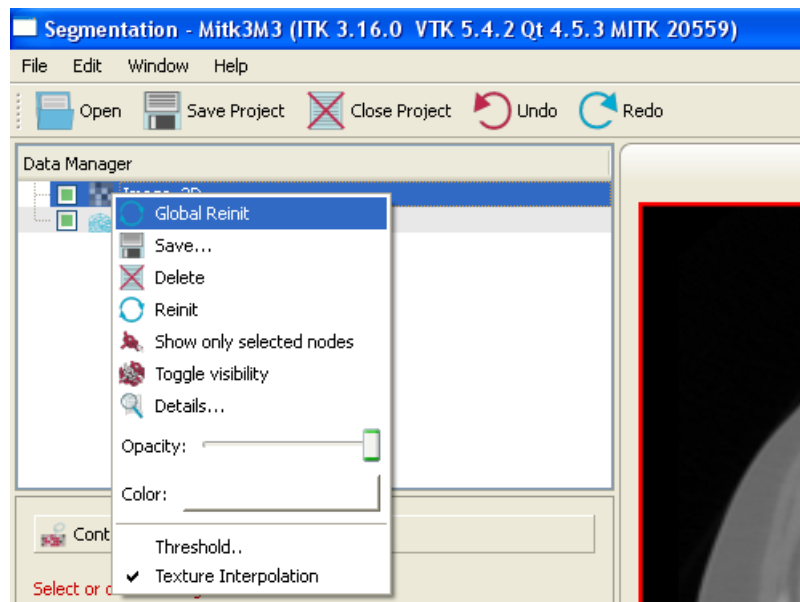 Segmentation - Mitk3M3 (ITK 3.16.0 VTK 5.4.2 Qt 4.5.3 MITK 20559)
File Edit Window Help
Open Save Project Close Project Undo Redo
Data Manager
Global Reinit
Save...
Delete
Reinit
Show only selected nodes
Toggle visibility
Details...
Opacity:
Color:
Cont
Threshold..
Texture Interpolation
Select or